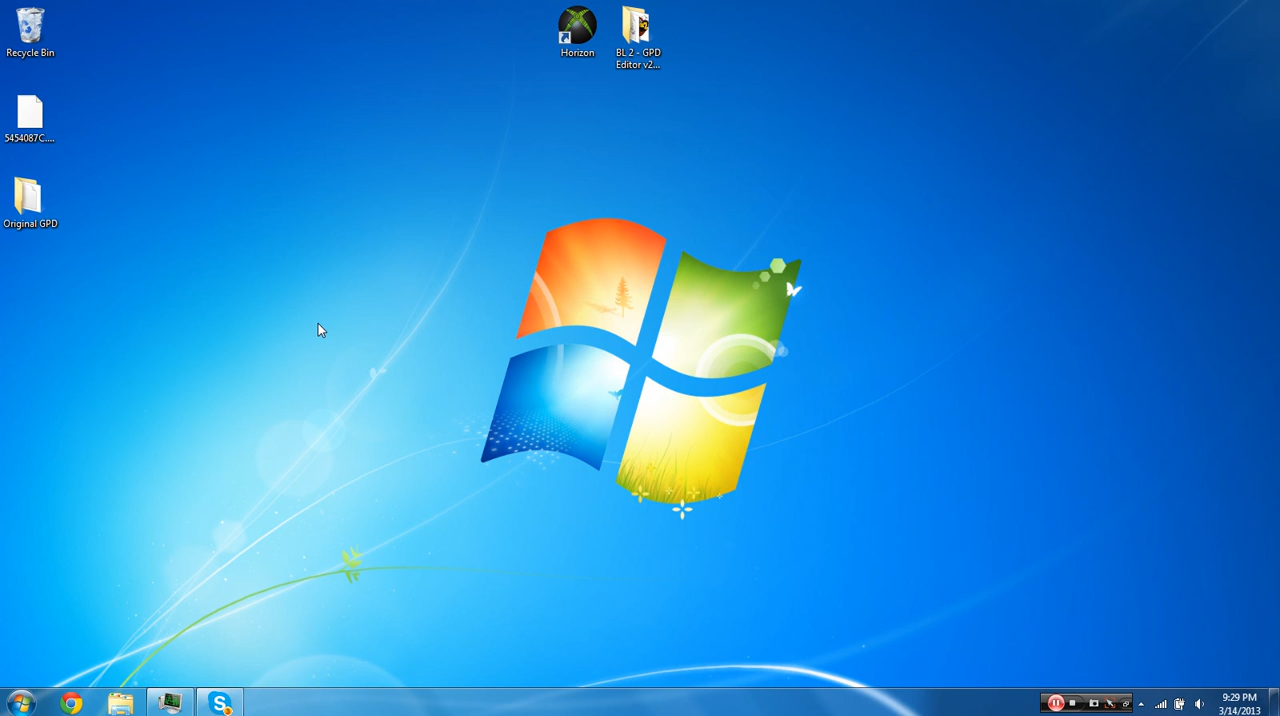 Recycle Bin
5454087C....
Original GPD
Horizon
BL 2 - GPD
Editor v2...
9:29 PM
3/14/2013